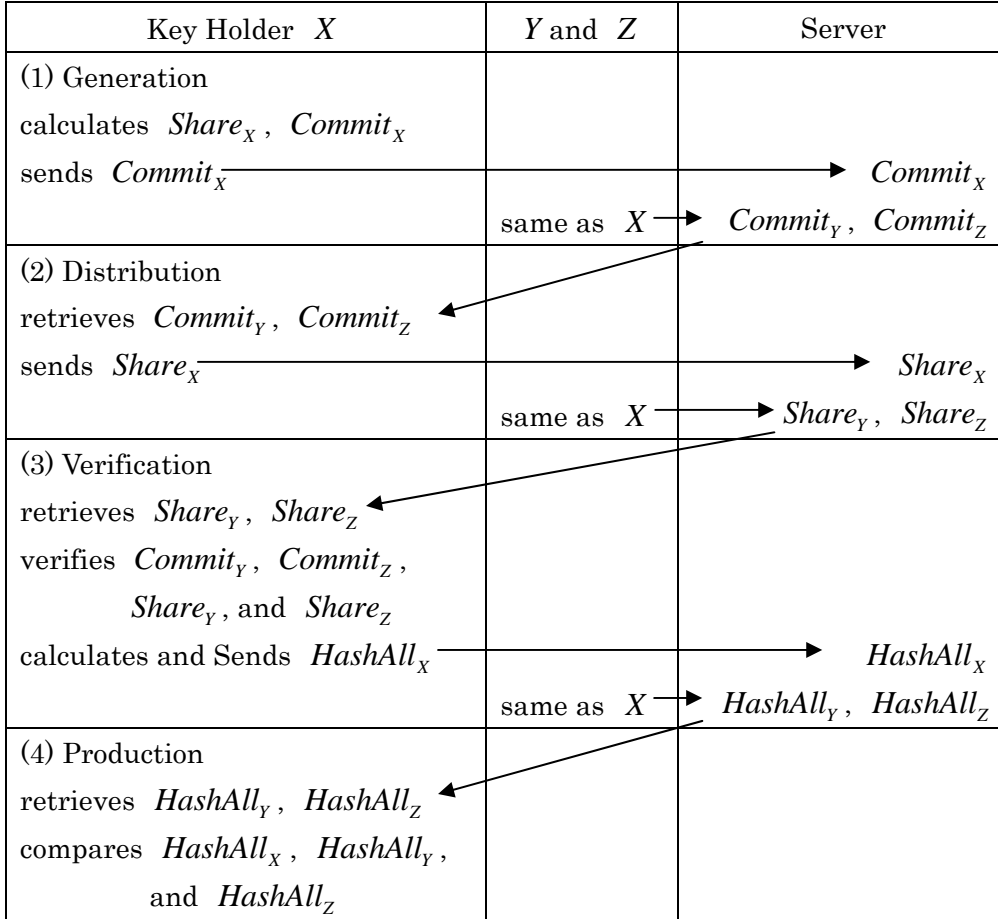 Key Holder X Y and Z Server
(1) Generation
calculates Share_X , Commit_X
sends Commit_X Commit_X
same as X Commit_Y , Commit_Z
(2) Distribution
retrieves Commit_Y , Commit_Z
sends Share_X Share_X
same as X Share_Y , Share_Z
(3) Verification
retrieves Share_Y , Share_Z
verifies Commit_Y , Commit_Z ,
Share_Y , and Share_Z
calculates and Sends HashAll_X HashAll_X
same as X HashAll_Y , HashAll_Z
(4) Production
retrieves HashAll_Y , HashAll_Z
compares HashAll_X , HashAll_Y ,
and HashAll_Z